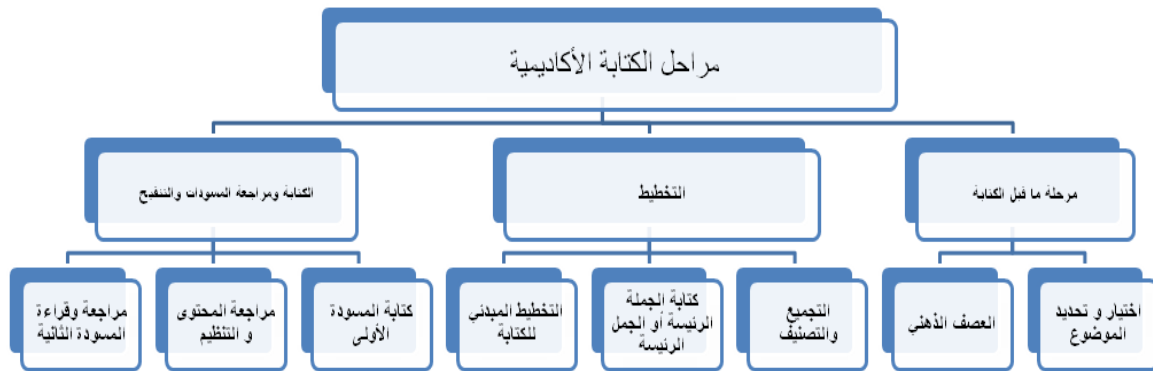 مراحل الكتابة الأكاديمية
مرحلة ما قبل الكتابة
التخطيط
الكتابة ومراجعة المسودات والتنقيح
اختيار و تحديد
الموضوع
العصف الذهني
التجميع
والتصنيف
كتابة الجملة
الرئيسة أو الجمل
الرئيسة
التخطيط المبدئي
للكتابة
كتابة المسودة
الأولى
مراجعة المحتوى
و التنظيم
مراجعة وقراءة
المسودة الثانية